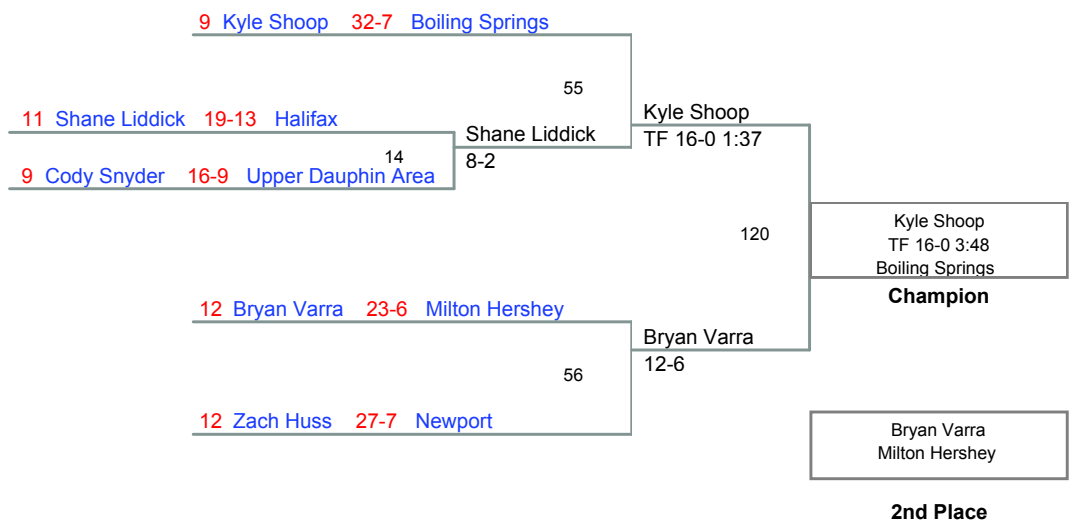 9 Kyle Shoop 32-7 Boiling Springs
55
Kyle Shoop
TF 16-0 1:37
11 Shane Liddick 19-13 Halifax
Shane Liddick
8-2
14
9 Cody Snyder 16-9 Upper Dauphin Area
120
Kyle Shoop
TF 16-0 3:48
Boiling Springs
Champion
12 Bryan Varra 23-6 Milton Hershey
Bryan Varra
12-6
56
12 Zach Huss 27-7 Newport
Bryan Varra
Milton Hershey
2nd Place